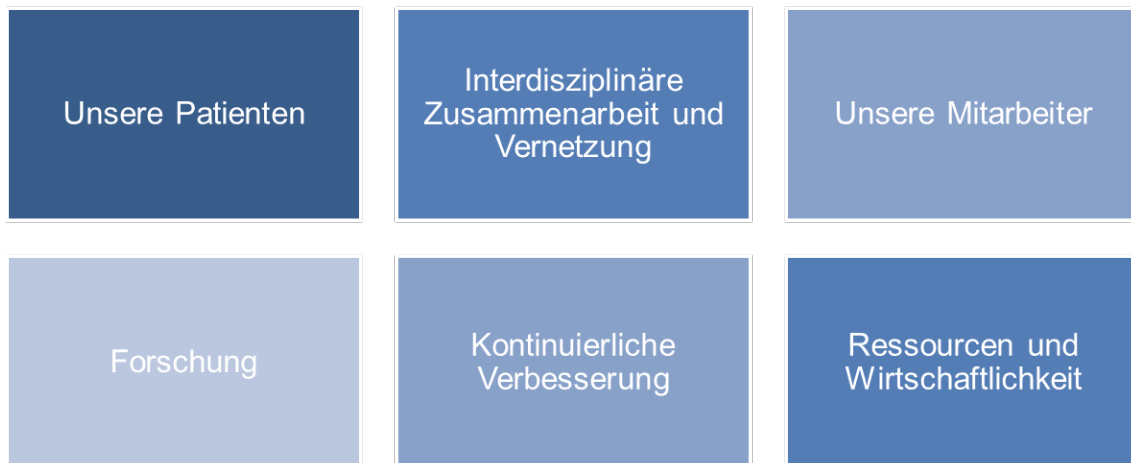 Unsere Patienten
Interdisziplinäre
Zusammenarbeit und
Vernetzung
Unsere Mitarbeiter
Forschung
Kontinuierliche
Verbesserung
Ressourcen und
Wirtschaftlichkeit